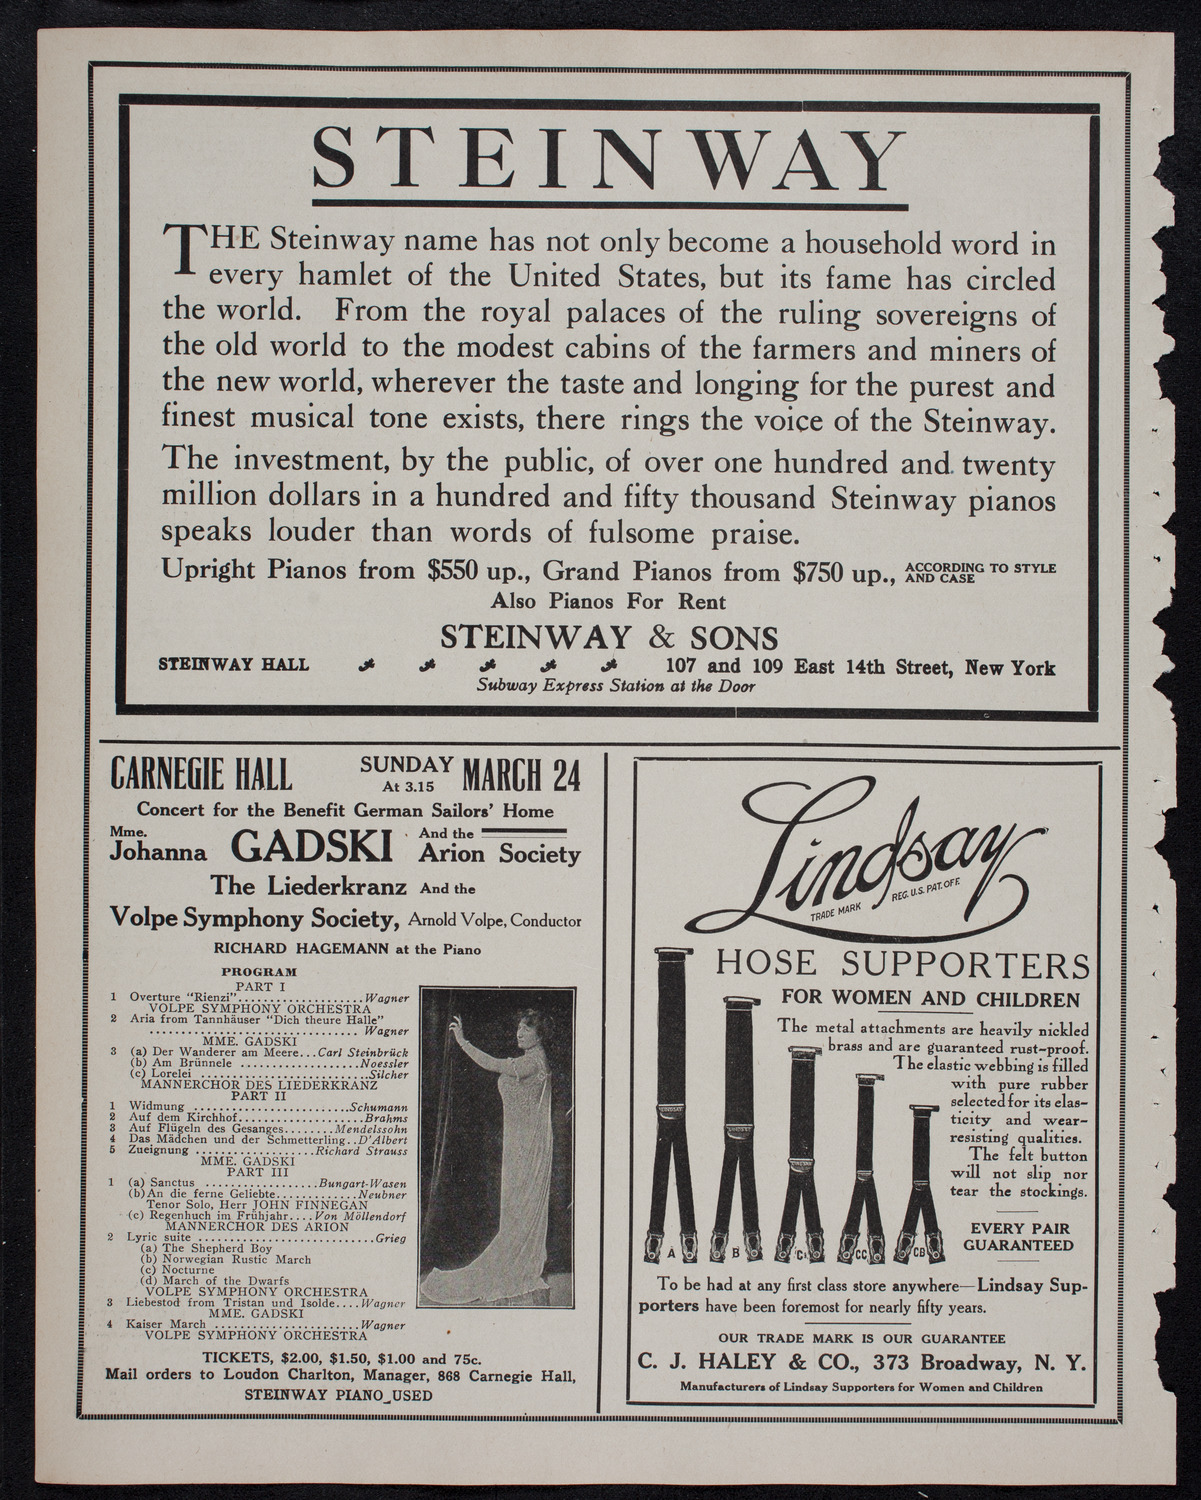 STEINWAY
THE Steinway name has not only become a household word in
every hamlet of the United States, but its fame has circled
the world. From the royal palaces of the ruling sovereigns of
the old world to the modest cabins of the farmers and miners of
the new world, wherever the taste and longing for the purest and
finest musical tone exists, there rings the voice of the Steinway.
The investment, by the public, of over one hundred and twenty
million dollars in a hundred and fifty thousand Steinway pianos
speaks louder than words of fulsome praise.
Upright Pianos from $550 up., Grand Pianos from $750 up., ACCORDING TO STYLE AND CASE
Also Pianos For Rent
STEINWAY & SONS
STEINWAY HALL 107 and 109 East 14th Street, New York
Subway Express Station at the Door
CARNEGIE HALL SUNDAY At 3.15 MARCH 24
Concert for the Benefit German Sailors' Home
Mme. Johanna GADSKI And the Arion Society
The Liederkranz And the
Volpe Symphony Society, Arnold Volpe, Conductor
RICHARD HAGEMANN at the Piano
PROGRAM
PART I
1 Overture "Rienzi"..................Wagner
VOLPE SYMPHONY ORCHESTRA
2 Aria from Tannhäuser "Dich theure Halle"
.............................. Wagner
MME. GADSKI
3 (a) Der Wanderer am Meere...Carl Steinbrück
(b) Am Brünnele .................Noessler
(c) Lorelei ........................Silcher
MANNERCHOR DES LIEDERKRANZ
PART II
1 Widmung ......................Schumann
2 Auf dem Kirchhof..................Brahms
3 Auf Flügeln des Gesanges........Mendelssohn
4 Das Mädchen und der Schmetterling..D'Albert
5 Zueignung .................Richard Strauss
MME. GADSKI
PART III
1 (a) Sanctus ................Bungart-Wasen
(b) An die ferne Geliebte............Neubner
Tenor Solo, Herr JOHN FINNEGAN
(c) Regenhuch im Frühjahr....Von Möllendorf
MANNERCHOR DES ARION
2 Lyric suite .........................Grieg
(a) The Shepherd Boy
(b) Norwegian Rustic March
(c) Nocturne
(d) March of the Dwarfs
VOLPE SYMPHONY ORCHESTRA
3 Liebestod from Tristan und Isolde....Wagner
MME. GADSKI
4 Kaiser March .....................Wagner
VOLPE SYMPHONY ORCHESTRA
TICKETS, $2.00, $1.50, $1.00 and 75c.
Mail orders to Loudon Charlton, Manager, 868 Carnegie Hall,
STEINWAY PIANO USED
Lindsay
TRADE MARK REG. U.S. PAT. OFF.
HOSE SUPPORTERS
FOR WOMEN AND CHILDREN
The metal attachments are heavily nickled
brass and are guaranteed rust-proof.
The elastic webbing is filled
with pure rubber
selected for its elas-
ticity and wear-
resisting qualities.
The felt button
will not slip nor
tear the stockings.
EVERY PAIR
GUARANTEED
LINDSAY LINDSAY
A B C CC CB
To be had at any first class store anywhere—Lindsay Sup-
porters have been foremost for nearly fifty years.
OUR TRADE MARK IS OUR GUARANTEE
C. J. HALEY & CO., 373 Broadway, N. Y.
Manufacturers of Lindsay Supporters for Women and Children